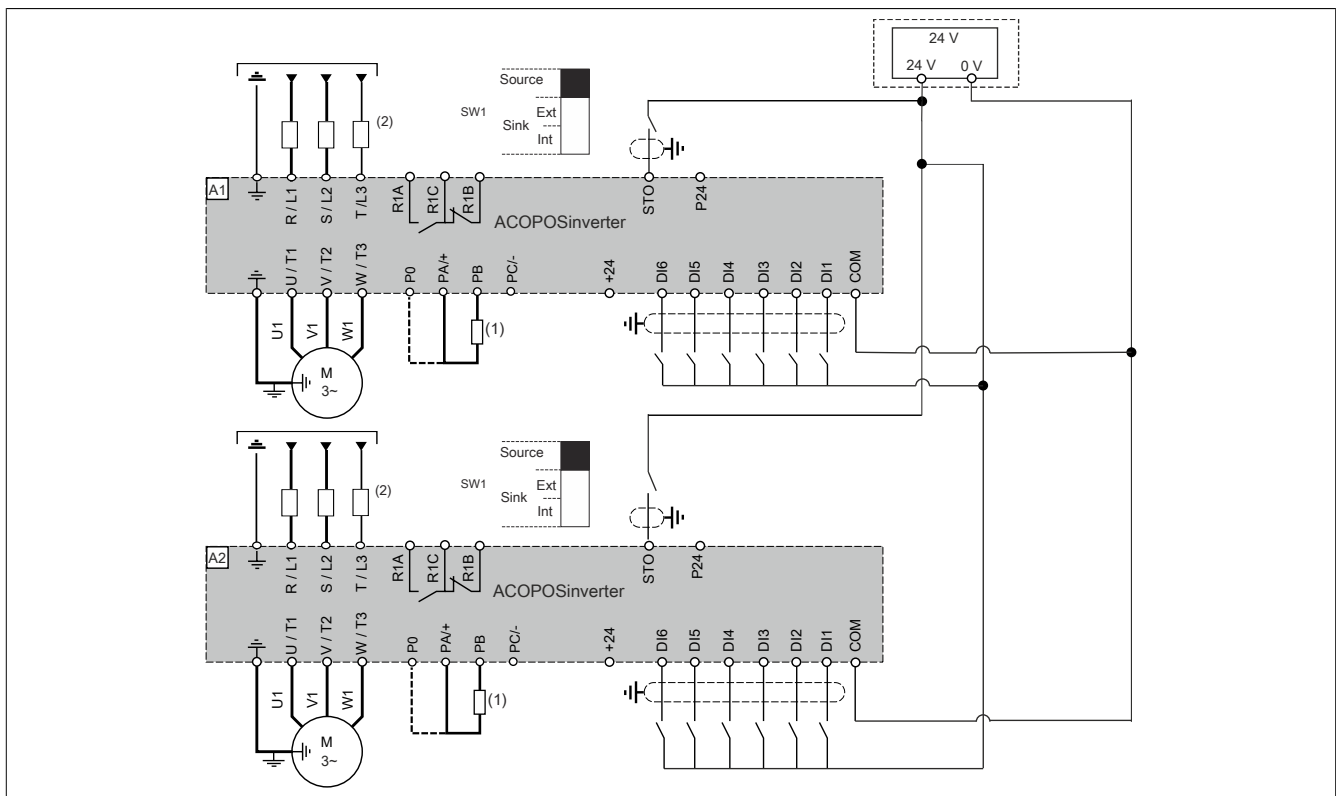 24 V
24 V 0 V
Source
SW1
Ext
Sink
Int
(2)
A1
R / L1
S / L2
T / L3
R1A
R1C
R1B
STO
P24
ACOPOSinverter
U / T1
V / T2
W / T3
P0
PA/+
PB
PC/-
+24
DI6
DI5
DI4
DI3
DI2
DI1
COM
U1
V1
W1
(1)
M
3~
Source
SW1
Ext
Sink
Int
(2)
A2
R / L1
S / L2
T / L3
R1A
R1C
R1B
STO
P24
ACOPOSinverter
U / T1
V / T2
W / T3
P0
PA/+
PB
PC/-
+24
DI6
DI5
DI4
DI3
DI2
DI1
COM
U1
V1
W1
(1)
M
3~